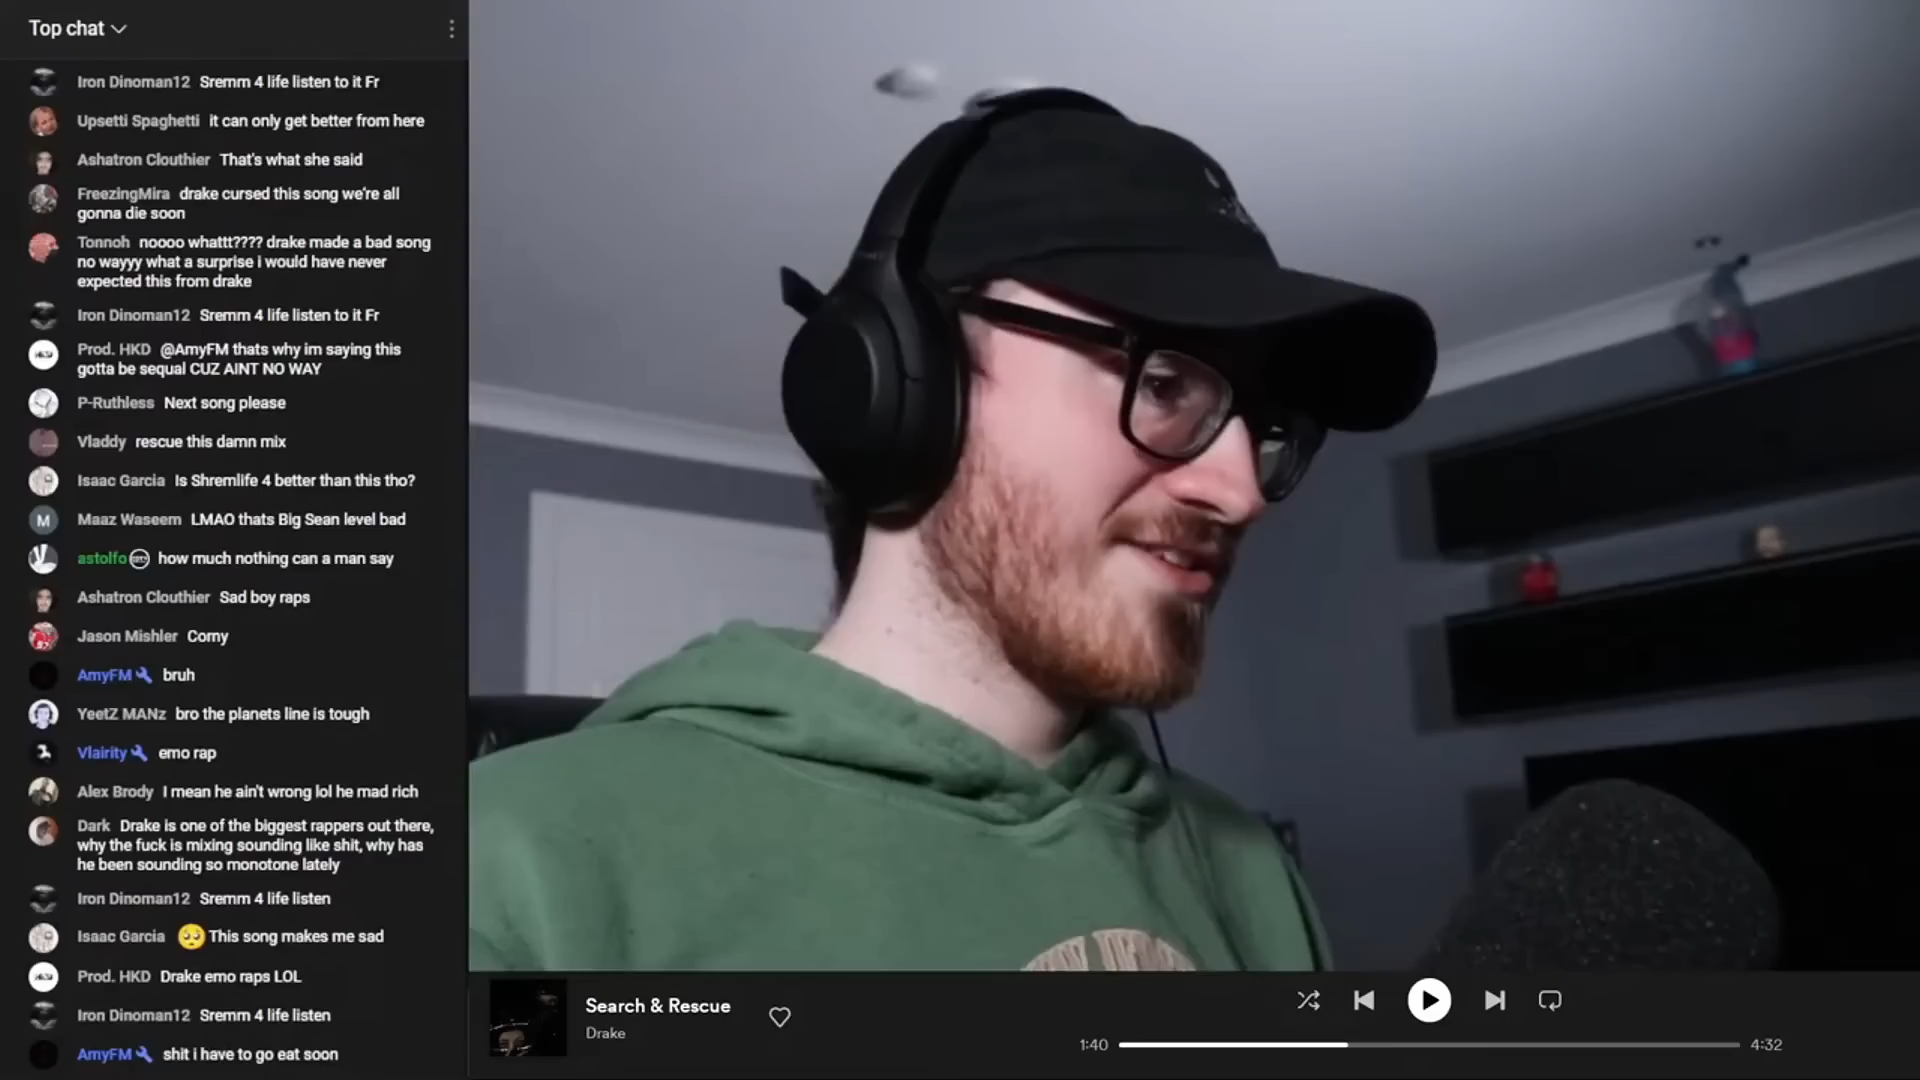 Top chat
Iron Dinoman12 Sremm 4 life listen to it Fr
Upsetti Spaghetti it can only get better from here
Ashatron Clouthier That's what she said
FreezingMira drake cursed this song we're all
gonna die soon
Tonnoh noooo whattt???? drake made a bad song
no wayyy what a surprise i would have never
expected this from drake
Iron Dinoman12 Sremm 4 life listen to it Fr
Prod. HKD @AmyFM thats why im saying this
gotta be sequal CUZ AINT NO WAY
P-Ruthless Next song please
Vladdy rescue this damn mix
Isaac Garcia Is Shremlife 4 better than this tho?
M Maaz Waseem LMAO thats Big Sean level bad
astolfo how much nothing can a man say
Ashatron Clouthier Sad boy raps
Jason Mishler Corny
AmyFM bruh
YeetZ MANz bro the planets line is tough
Vlairity emo rap
Alex Brody I mean he ain't wrong lol he mad rich
Dark Drake is one of the biggest rappers out there,
why the fuck is mixing sounding like shit, why has
he been sounding so monotone lately
Iron Dinoman12 Sremm 4 life listen
Isaac Garcia 🥺This song makes me sad
Prod. HKD Drake emo raps LOL
Iron Dinoman12 Sremm 4 life listen
AmyFM shit i have to go eat soon
Search & Rescue
Drake
1:40
4:32